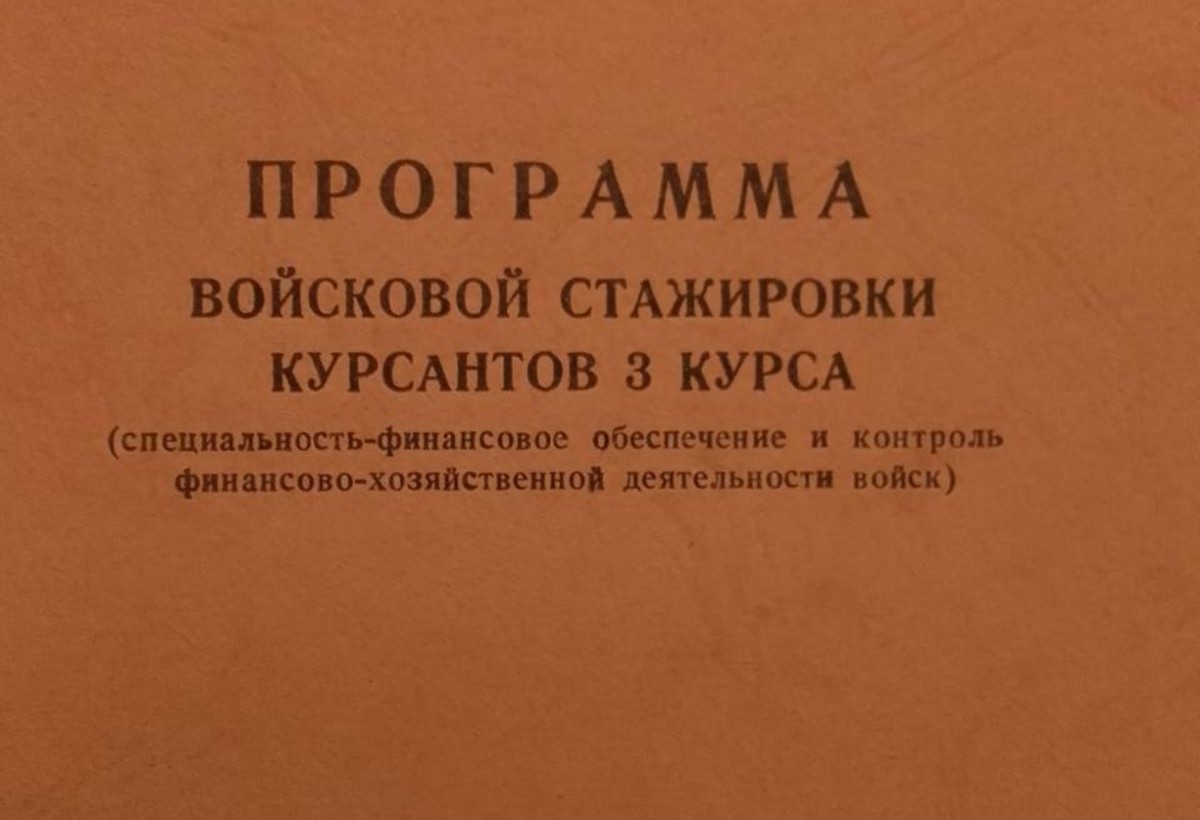 ПРОГРАММА
ВОЙСКОВОЙ СТАЖИРОВКИ
КУРСАНТОВ 3 КУРСА
(специальность-финансовое обеспечение и контроль
финансово-хозяйственной деятельности войск)